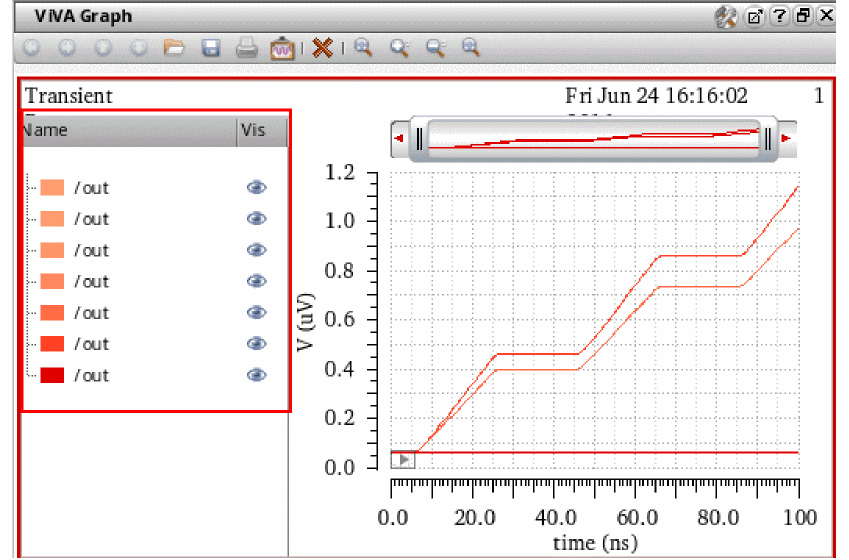 ViVA Graph
Transient
Fri Jun 24 16:16:02
1
Name
Vis
/out
/out
/out
/out
/out
/out
/out
1.2
1.0
0.8
0.6
0.4
0.2
0.0
V (uV)
0.0 20.0 40.0 60.0 80.0 100
time (ns)